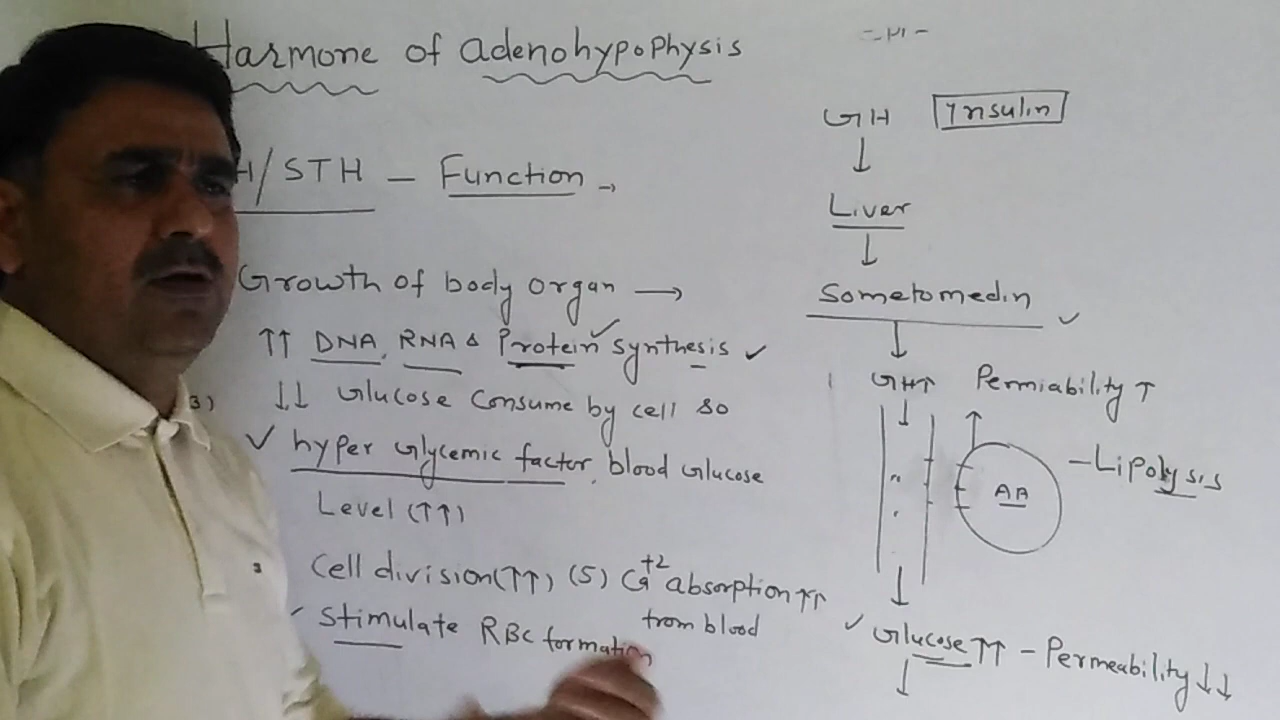 Harmone of adenohypophysis
H/STH – Function →
Growth of body organ →
↑↑ DNA, RNA & Protein synthesis ✓
3) ↓↓ Glucose Consume by cell so
✓ hyper Glycemic factor, blood Glucose
Level (↑↑)
Cell division(↑↑) (5) Ca+2 absorption ↑↑
from blood
Stimulate RBC formation
GH Insulin
↓
Liver
↓
Sometomedin ✓
↓
GH↑ Permiability ↑
↓
AA – Lipolysis
↓
✓ Glucose ↑↑ – Permeability ↓↓
↓